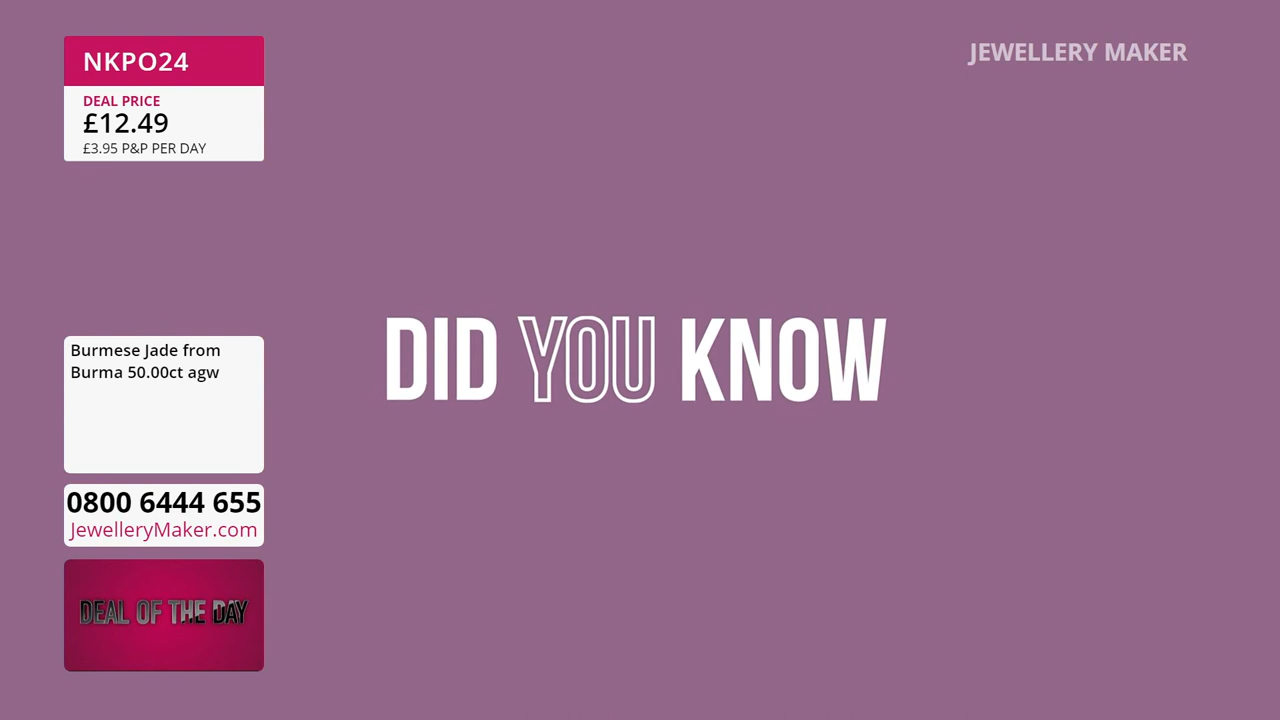 NKPO24
DEAL PRICE
£12.49
£3.95 P&P PER DAY
JEWELLERY MAKER
DID YOU KNOW
Burmese Jade from
Burma 50.00ct agw
0800 6444 655
JewelleryMaker.com
DEAL OF THE DAY